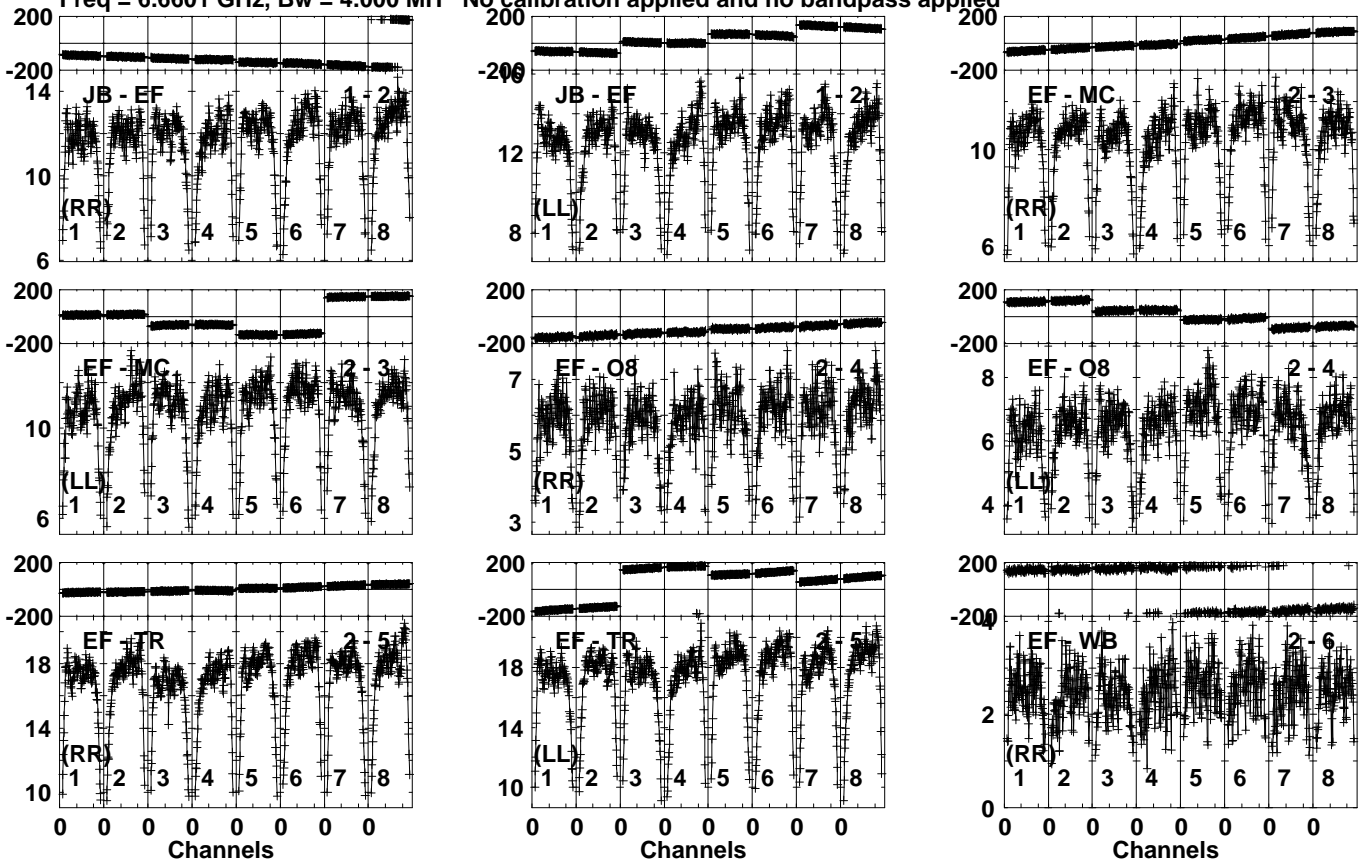 Freq = 6.6601 GHz, Bw = 4.000 MH No calibration applied and no bandpass applied
200 200 200
-200 -200 16 -200
14 JB - EF 1 - 2 JB - EF 1 - 2 EF - MC 2 - 3
10 12 10
(RR) (LL) (RR)
1 2 3 4 5 6 7 8 8 1 2 3 4 5 6 7 8 6 1 2 3 4 5 6 7 8
6
200 200 200
-200 -200 -200
EF - MC 2 - 3 7 EF - O8 2 - 4 8 EF - O8 2 - 4
10 5 6
(LL) (RR) (LL)
6 1 2 3 4 5 6 7 8 3 1 2 3 4 5 6 7 8 4 1 2 3 4 5 6 7 8
200 200 200
-200 -200 -200 4
18 EF - TR 2 - 5 18 EF - TR 2 - 5 EF - WB 2 - 6
14 14 2
(RR) (LL) (RR)
10 1 2 3 4 5 6 7 8 10 1 2 3 4 5 6 7 8 1 2 3 4 5 6 7 8
0
0 0 0 0 0 0 0 0 0 0 0 0 0 0 0 0 0 0 0 0 0 0 0 0
Channels Channels Channels